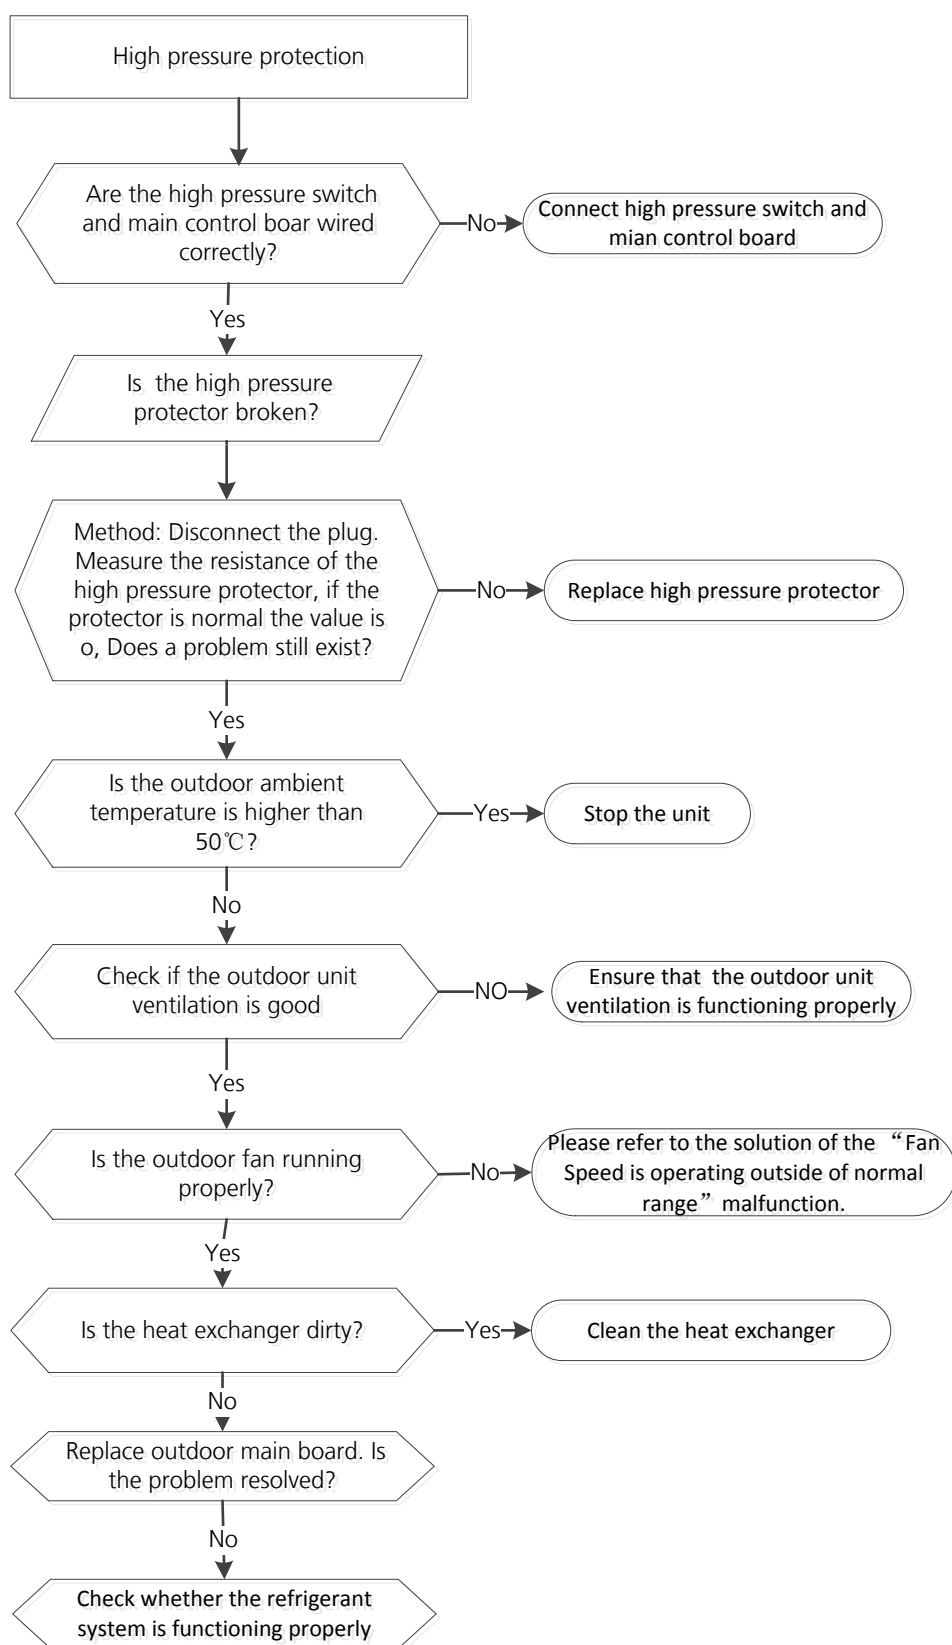 High pressure protection
Are the high pressure switch
and main control boar wired
correctly?
No
Connect high pressure switch and
mian control board
Yes
Is the high pressure
protector broken?
Method: Disconnect the plug.
Measure the resistance of the
high pressure protector, if the
protector is normal the value is
o, Does a problem still exist?
No
Replace high pressure protector
Yes
Is the outdoor ambient
temperature is higher than
50℃?
Yes
Stop the unit
No
Check if the outdoor unit
ventilation is good
NO
Ensure that the outdoor unit
ventilation is functioning properly
Yes
Is the outdoor fan running
properly?
No
Please refer to the solution of the “Fan
Speed is operating outside of normal
range” malfunction.
Yes
Is the heat exchanger dirty?
Yes
Clean the heat exchanger
No
Replace outdoor main board. Is
the problem resolved?
No
Check whether the refrigerant
system is functioning properly